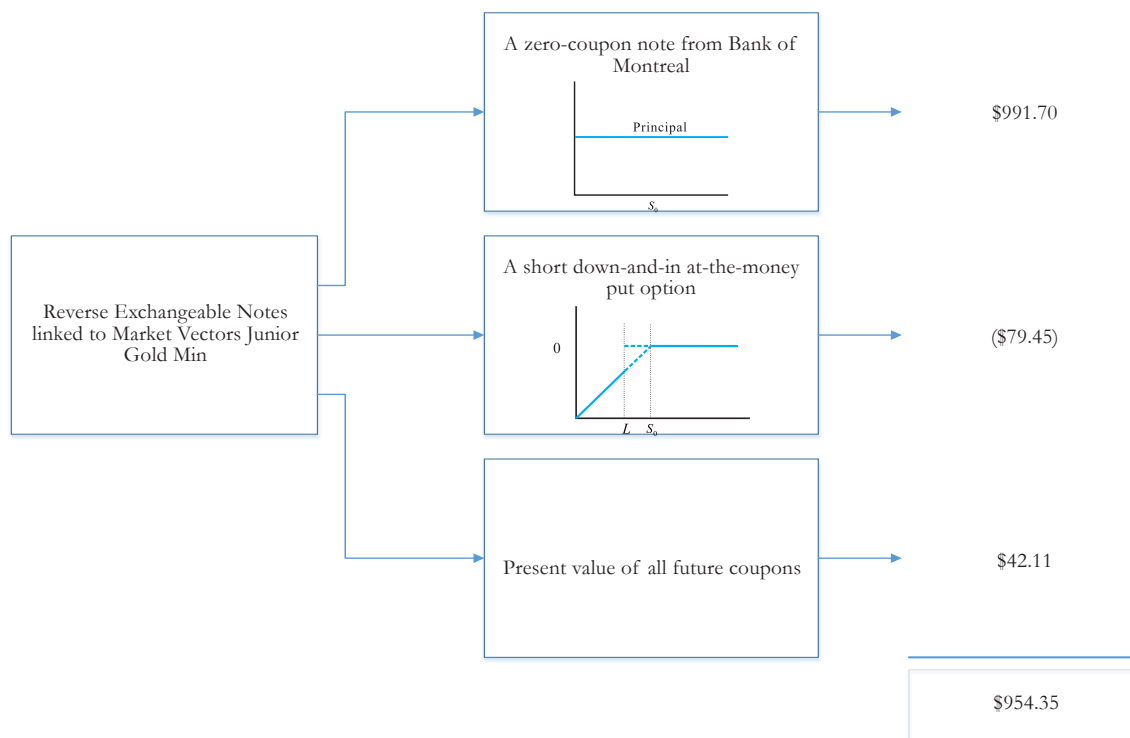 A zero-coupon note from Bank of
Montreal
Principal
S₀
$991.70
Reverse Exchangeable Notes
linked to Market Vectors Junior
Gold Min
A short down-and-in at-the-money
put option
0
L S₀
($79.45)
Present value of all future coupons
$42.11
$954.35